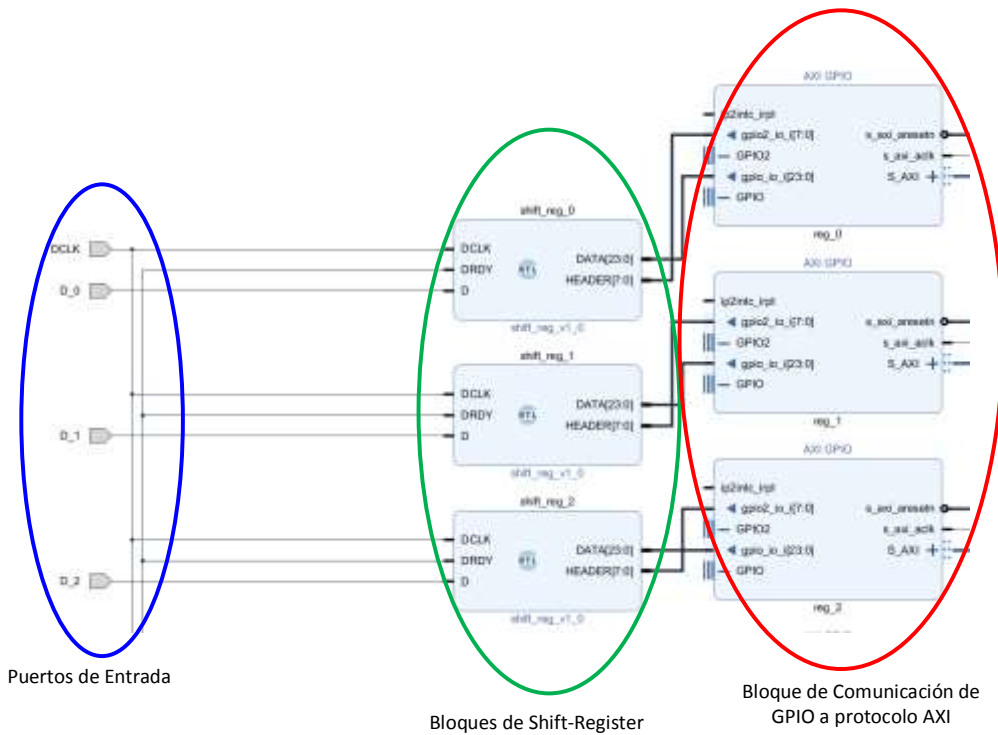 AXI GPIO
ip2intc_irpt
gpio2_io_i[7:0]
GPIO2
gpio_io_i[23:0]
GPIO
s_axi_aresetn
s_axi_aclk
S_AXI
reg_0
DCLK
D_0
shift_reg_0
DCLK
DRDY
D
RTL
DATA[23:0]
HEADER[7:0]
shift_reg_v1_0
AXI GPIO
ip2intc_irpt
gpio2_io_i[7:0]
GPIO2
gpio_io_i[23:0]
GPIO
s_axi_aresetn
s_axi_aclk
S_AXI
reg_1
D_1
shift_reg_1
DCLK
DRDY
D
RTL
DATA[23:0]
HEADER[7:0]
shift_reg_v1_0
AXI GPIO
ip2intc_irpt
gpio2_io_i[7:0]
GPIO2
gpio_io_i[23:0]
GPIO
s_axi_aresetn
s_axi_aclk
S_AXI
reg_2
D_2
shift_reg_2
DCLK
DRDY
D
RTL
DATA[23:0]
HEADER[7:0]
shift_reg_v1_0
Puertos de Entrada
Bloques de Shift-Register
Bloque de Comunicación de
GPIO a protocolo AXI